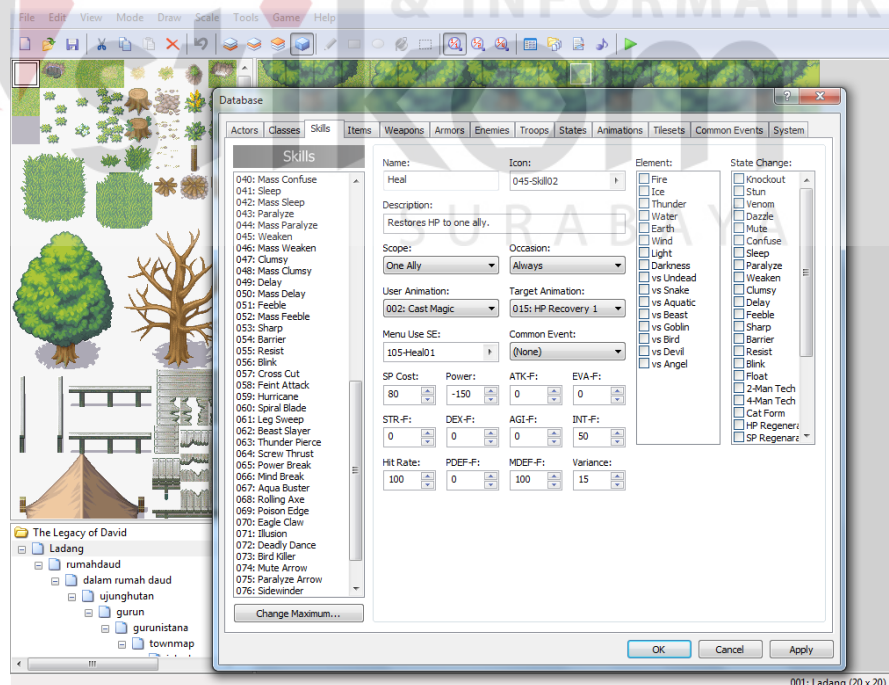 & INFORMATIK
File Edit View Mode Draw Scale Tools Game Help
stikom
SURABAYA
Database
Actors Classes Skills Items Weapons Armors Enemies Troops States Animations Tilesets Common Events System
Skills
040: Mass Confuse
041: Sleep
042: Mass Sleep
043: Paralyze
044: Mass Paralyze
045: Weaken
046: Mass Weaken
047: Clumsy
048: Mass Clumsy
049: Delay
050: Mass Delay
051: Feeble
052: Mass Feeble
053: Sharp
054: Barrier
055: Resist
056: Blink
057: Cross Cut
058: Feint Attack
059: Hurricane
060: Spiral Blade
061: Leg Sweep
062: Beast Slayer
063: Thunder Pierce
064: Screw Thrust
065: Power Break
066: Mind Break
067: Aqua Buster
068: Rolling Axe
069: Poison Edge
070: Eagle Claw
071: Illusion
072: Deadly Dance
073: Bird Killer
074: Mute Arrow
075: Paralyze Arrow
076: Sidewinder
Change Maximum...
Name: Icon:
Heal 045-Skill02
Description:
Restores HP to one ally.
Scope: Occasion:
One Ally Always
User Animation: Target Animation:
002: Cast Magic 015: HP Recovery 1
Menu Use SE: Common Event:
105-Heal01 (None)
SP Cost: Power: ATK-F: EVA-F:
80 -150 0 0
STR-F: DEX-F: AGI-F: INT-F:
0 0 0 50
Hit Rate: PDEF-F: MDEF-F: Variance:
100 0 100 15
Element:
Fire
Ice
Thunder
Water
Earth
Wind
Light
Darkness
vs Undead
vs Snake
vs Aquatic
vs Beast
vs Goblin
vs Bird
vs Devil
vs Angel
State Change:
Knockout
Stun
Venom
Dazzle
Mute
Confuse
Sleep
Paralyze
Weaken
Clumsy
Delay
Feeble
Sharp
Barrier
Resist
Blink
Float
2-Man Tech
4-Man Tech
Cat Form
HP Regenera
SP Regenara
The Legacy of David
Ladang
rumahdaud
dalam rumah daud
ujunghutan
gurun
gurunistana
townmap
OK Cancel Apply
001: Ladang (20 x 20)